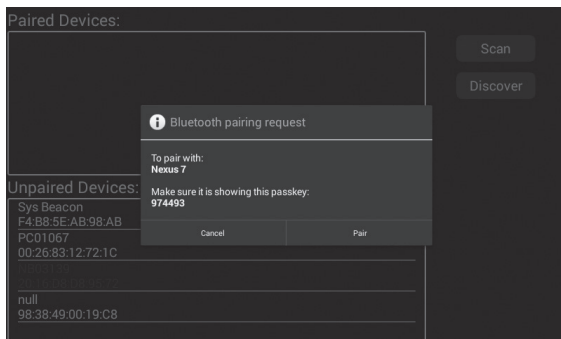 Paired Devices:
Scan
Discover
Bluetooth pairing request
To pair with:
Nexus 7
Make sure it is showing this passkey:
974493
Cancel
Pair
Unpaired Devices:
Sys Beacon
F4:B8:5E:AB:98:AB
PC01067
00:26:83:12:72:1C
null
98:38:49:00:19:C8